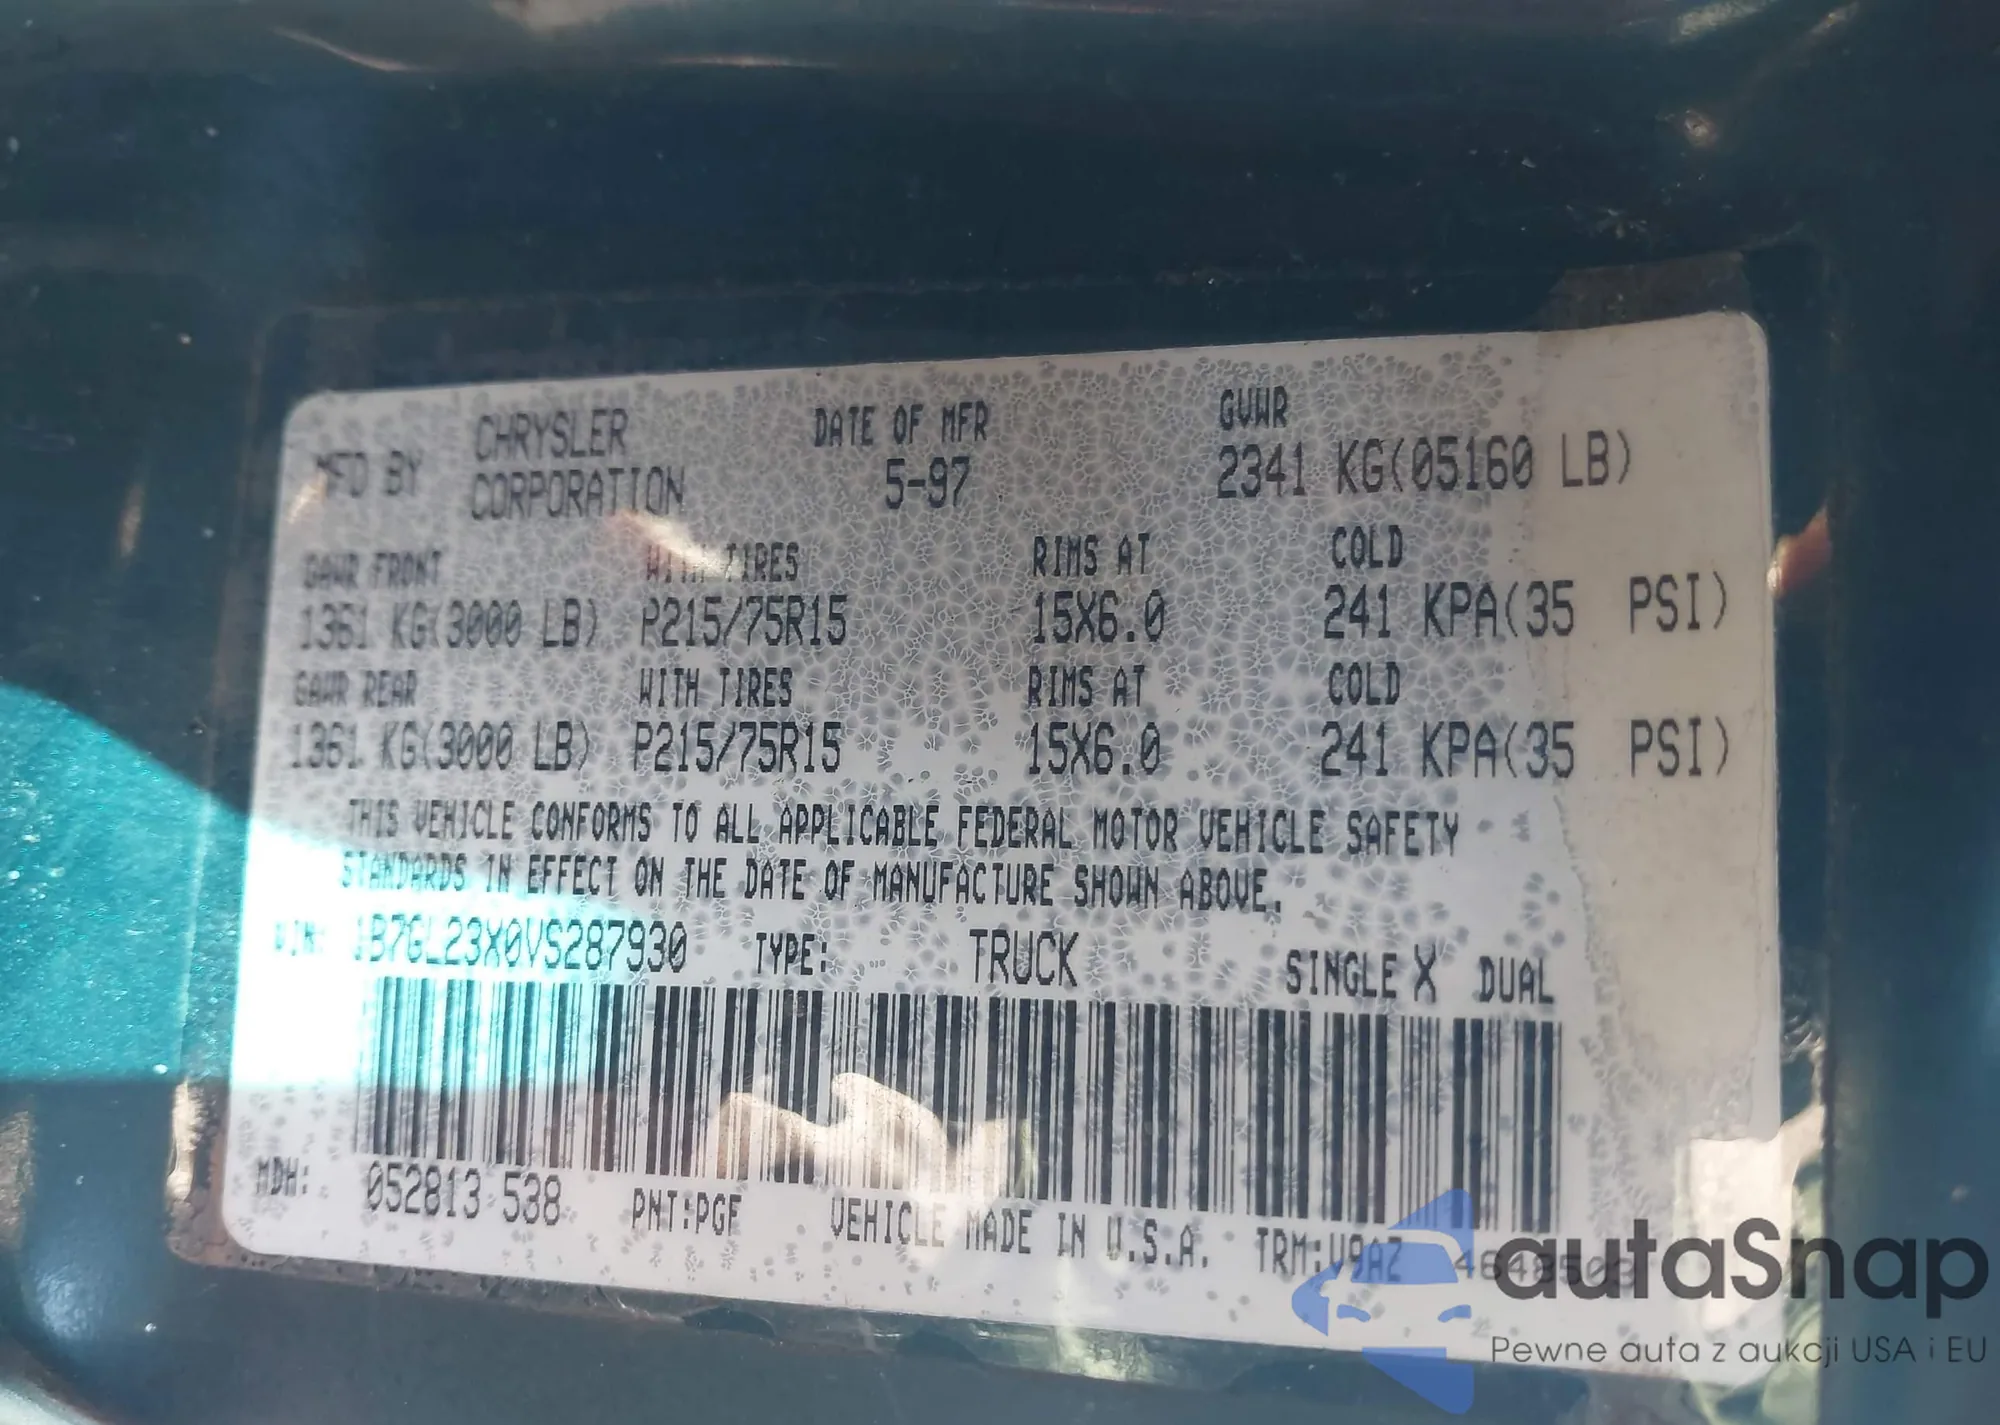 MFD BY CHRYSLER CORPORATION DATE OF MFR 5-97 GVWR 2341 KG(05160 LB)
GAWR FRONT WITH TIRES RIMS AT COLD
1361 KG(3000 LB) P215/75R15 15X6.0 241 KPA(35 PSI)
GAWR REAR WITH TIRES RIMS AT COLD
1361 KG(3000 LB) P215/75R15 15X6.0 241 KPA(35 PSI)
THIS VEHICLE CONFORMS TO ALL APPLICABLE FEDERAL MOTOR VEHICLE SAFETY
STANDARDS IN EFFECT ON THE DATE OF MANUFACTURE SHOWN ABOVE.
VIN: 1B7GL23X0VS287930 TYPE: TRUCK SINGLE X DUAL
MDH: 052813 538 PNT:PGF VEHICLE MADE IN U.S.A. TRM:V9AZ
autaSnap
Pewne auta z aukcji USA i EU